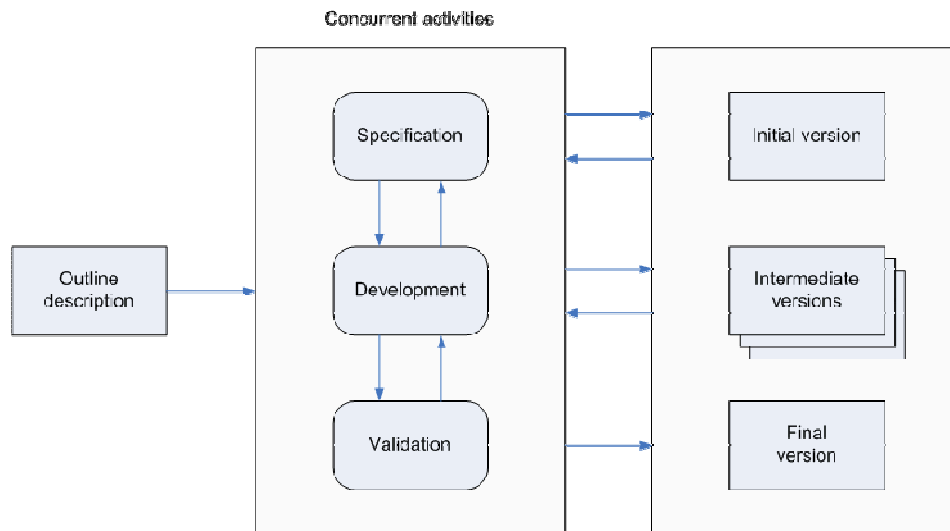 Concurrent activities
Specification
Initial version
Outline
description
Development
Intermediate
versions
Validation
Final
version